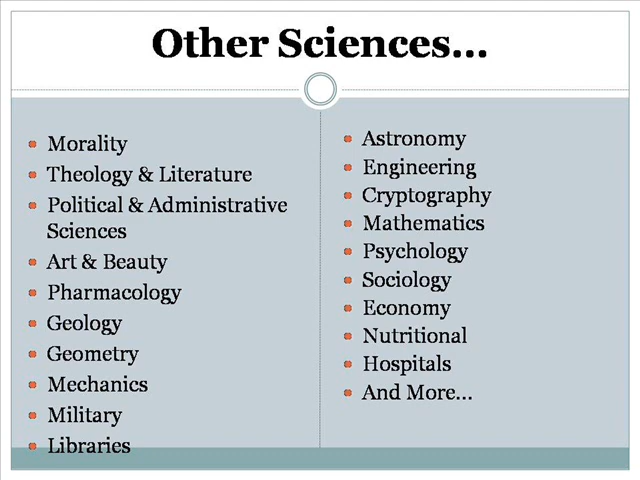 Other Sciences...
Morality
Theology & Literature
Political & Administrative
Sciences
Art & Beauty
Pharmacology
Geology
Geometry
Mechanics
Military
Libraries
Astronomy
Engineering
Cryptography
Mathematics
Psychology
Sociology
Economy
Nutritional
Hospitals
And More...